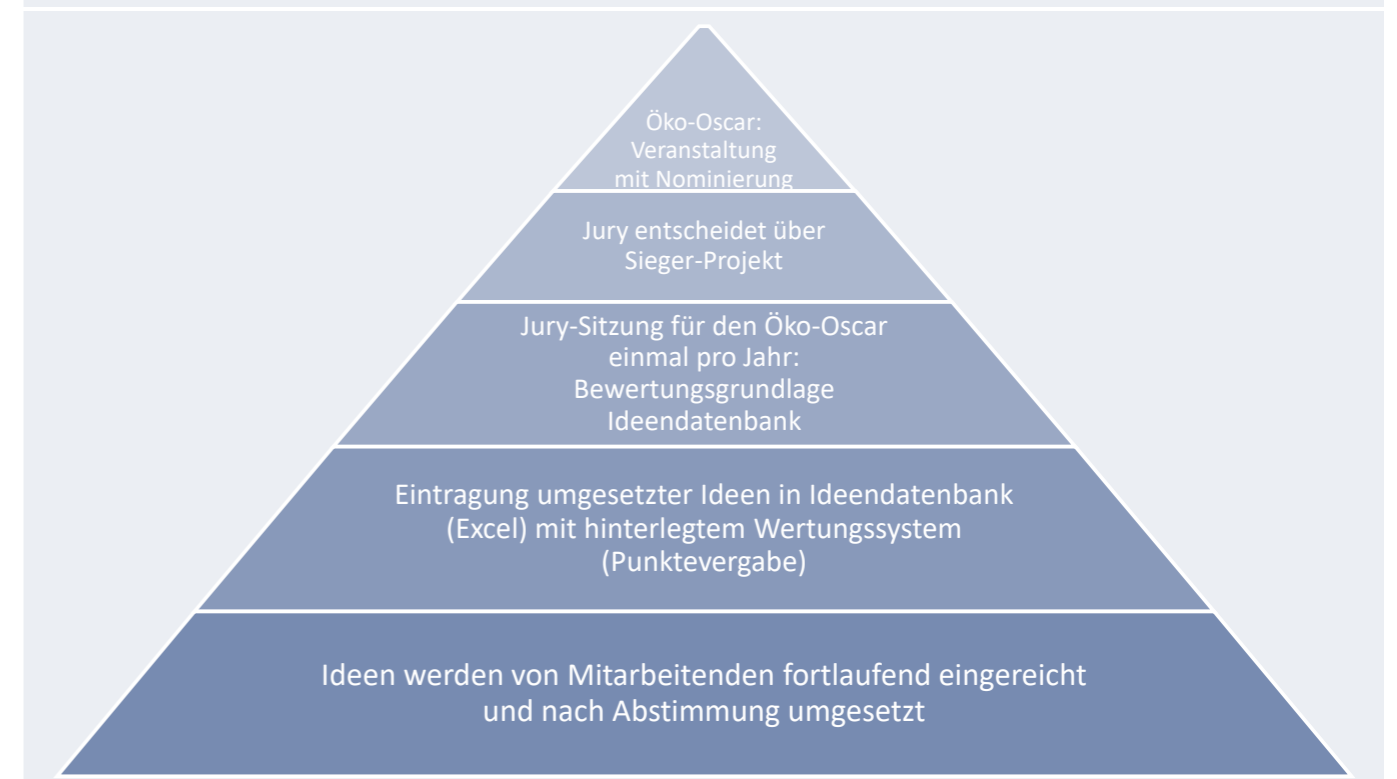 Öko-Oscar:
Veranstaltung
mit Nominierung
Jury entscheidet über
Sieger-Projekt
Jury-Sitzung für den Öko-Oscar
einmal pro Jahr:
Bewertungsgrundlage
Ideendatenbank
Eintragung umgesetzter Ideen in Ideendatenbank
(Excel) mit hinterlegtem Wertungssystem
(Punktevergabe)
Ideen werden von Mitarbeitenden fortlaufend eingereicht
und nach Abstimmung umgesetzt